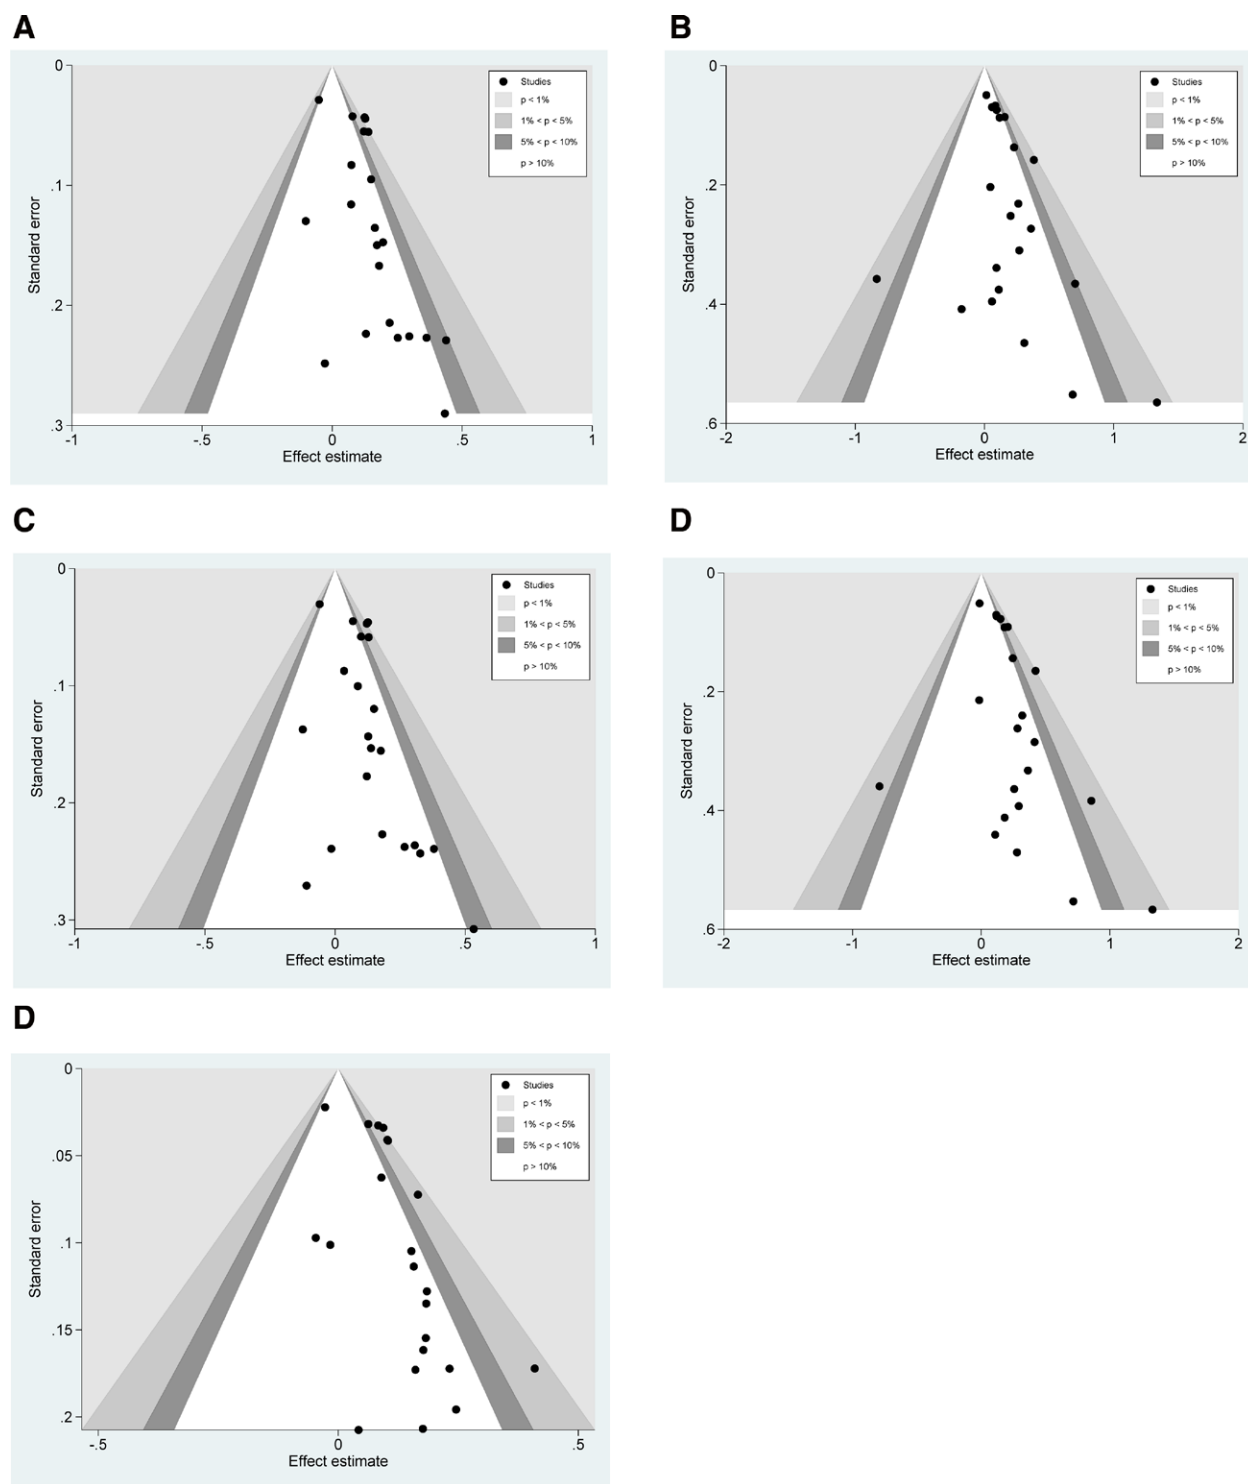 A
0
.1
.2
.3
Standard error
-1
-.5
0
.5
1
Effect estimate
Studies
p < 1%
1% < p < 5%
5% < p < 10%
p > 10%
B
0
.2
.4
.6
Standard error
-2
-1
0
1
2
Effect estimate
Studies
p < 1%
1% < p < 5%
5% < p < 10%
p > 10%
C
0
.1
.2
.3
Standard error
-1
-.5
0
.5
1
Effect estimate
Studies
p < 1%
1% < p < 5%
5% < p < 10%
p > 10%
D
0
.2
.4
.6
Standard error
-2
-1
0
1
2
Effect estimate
Studies
p < 1%
1% < p < 5%
5% < p < 10%
p > 10%
D
0
.05
.1
.15
.2
Standard error
-.5
0
.5
Effect estimate
Studies
p < 1%
1% < p < 5%
5% < p < 10%
p > 10%